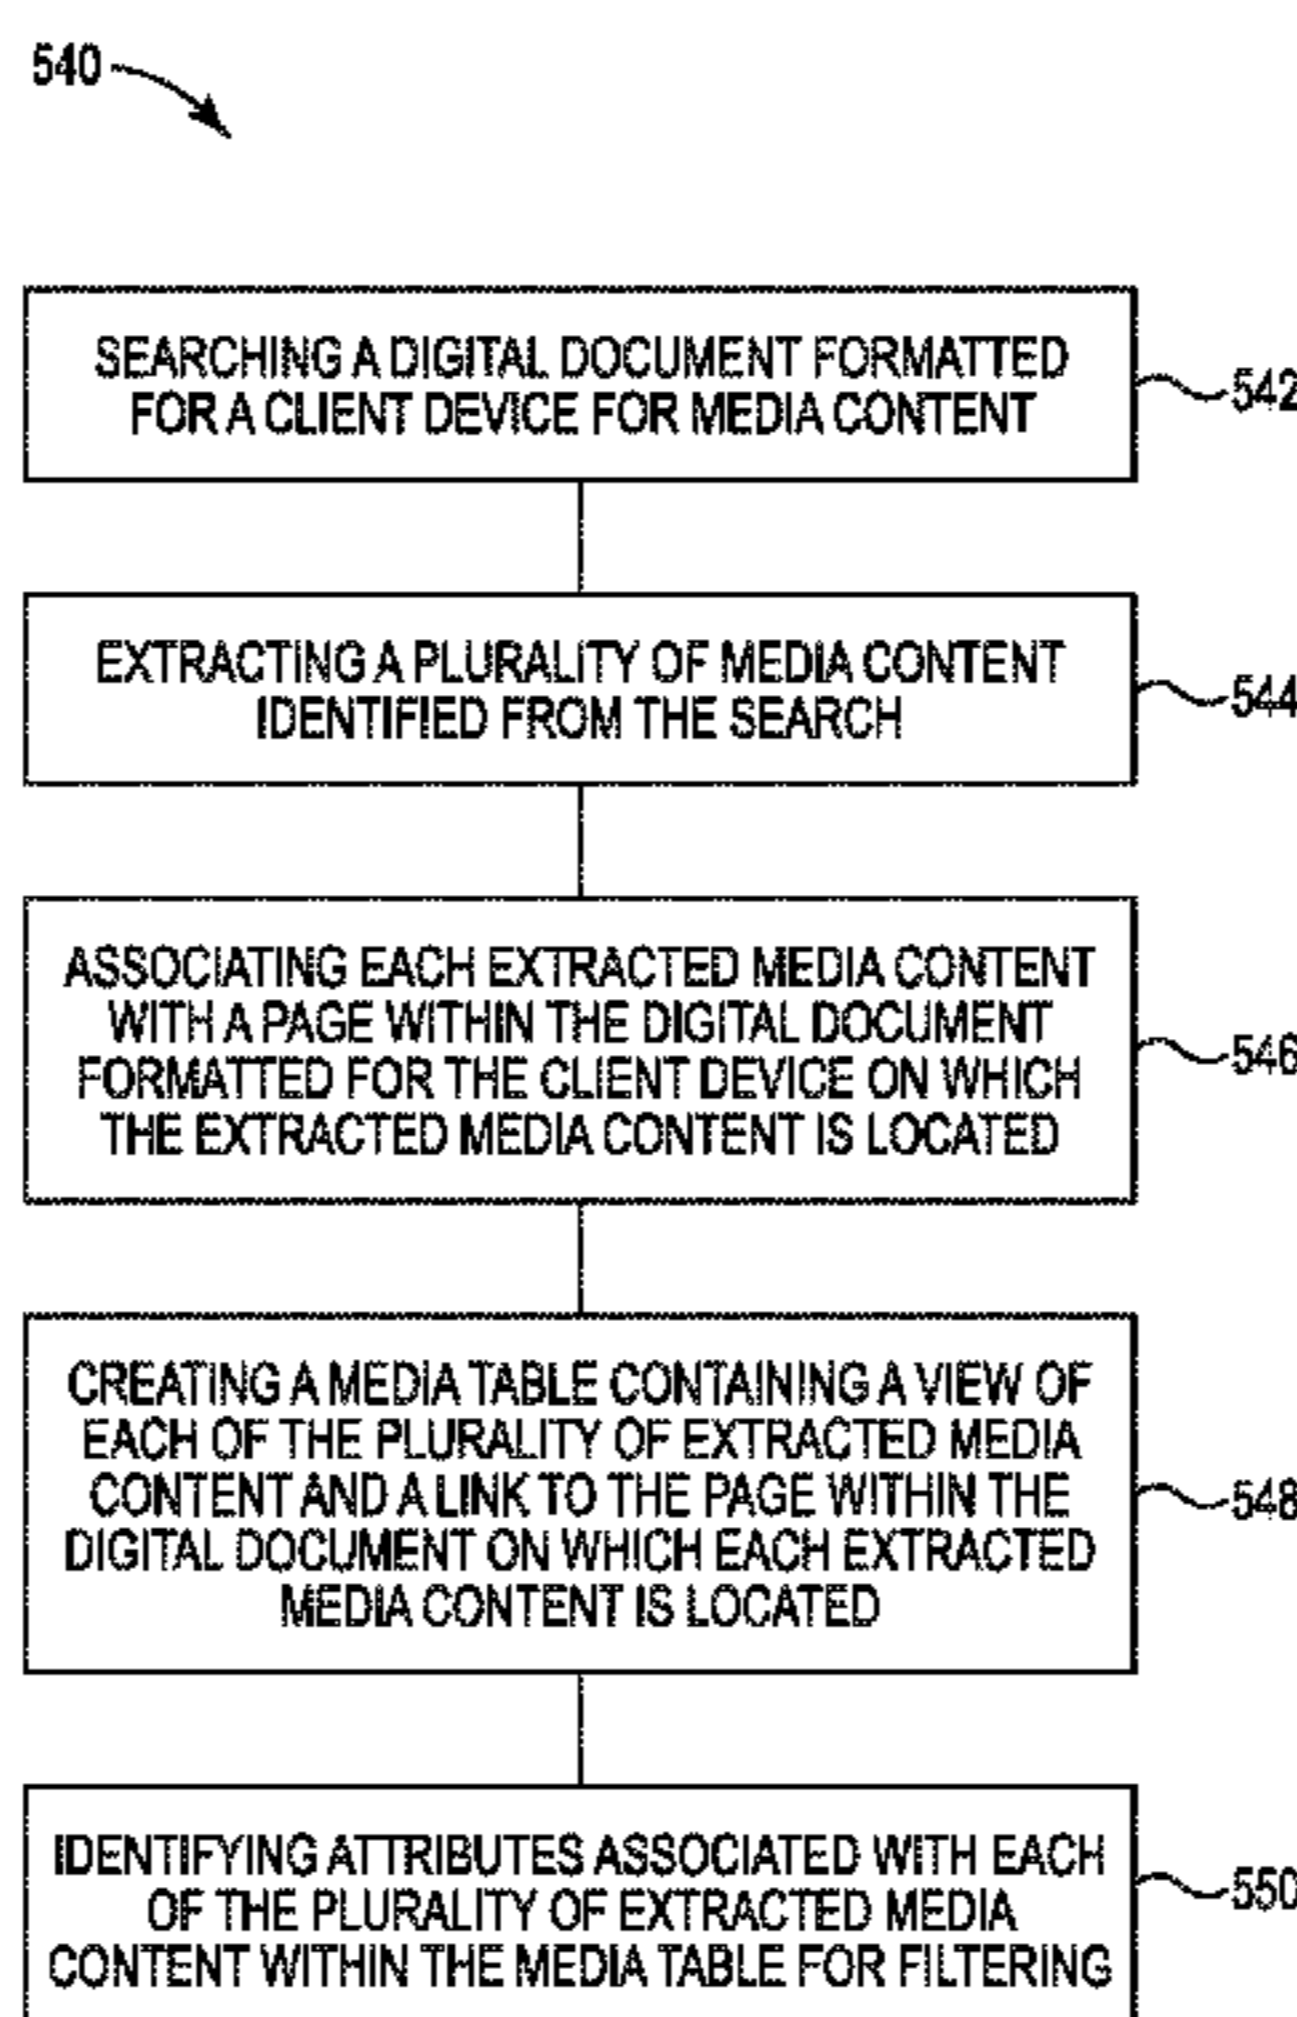 540
SEARCHING A DIGITAL DOCUMENT FORMATTED
FOR A CLIENT DEVICE FOR MEDIA CONTENT
542
EXTRACTING A PLURALITY OF MEDIA CONTENT
IDENTIFIED FROM THE SEARCH
544
ASSOCIATING EACH EXTRACTED MEDIA CONTENT
WITH A PAGE WITHIN THE DIGITAL DOCUMENT
FORMATTED FOR THE CLIENT DEVICE ON WHICH
THE EXTRACTED MEDIA CONTENT IS LOCATED
546
CREATING A MEDIA TABLE CONTAINING A VIEW OF
EACH OF THE PLURALITY OF EXTRACTED MEDIA
CONTENT AND A LINK TO THE PAGE WITHIN THE
DIGITAL DOCUMENT ON WHICH EACH EXTRACTED
MEDIA CONTENT IS LOCATED
548
IDENTIFYING ATTRIBUTES ASSOCIATED WITH EACH
OF THE PLURALITY OF EXTRACTED MEDIA
CONTENT WITHIN THE MEDIA TABLE FOR FILTERING
550